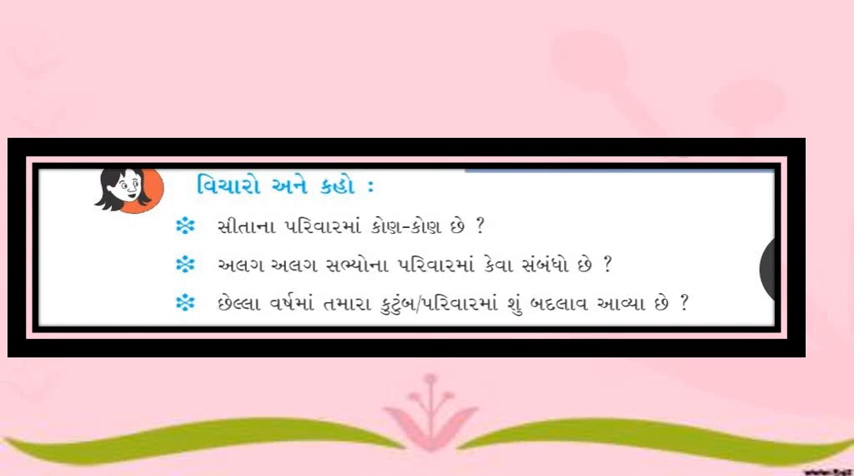 વિચારો અને કહો :
❉ સીતાના પરિવારમાં કોણ-કોણ છે ?
❉ અલગ અલગ સભ્યોના પરિવારમાં કેવા સંબંધો છે ?
❉ છેલ્લા વર્ષમાં તમારા કુટુંબ/પરિવારમાં શું બદલાવ આવ્યા છે ?